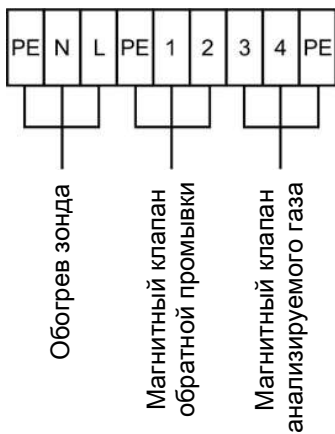 PE N L PE 1 2 3 4 PE
Обогрев зонда
Магнитный клапан
обратной промывки
Магнитный клапан
анализируемого газа